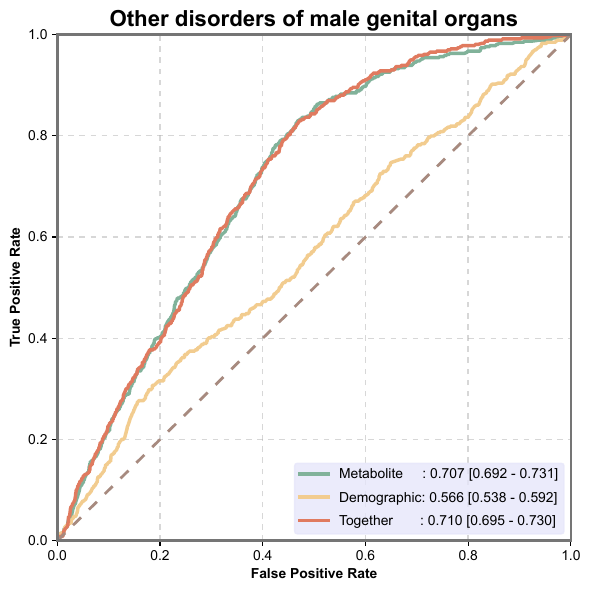 Other disorders of male genital organs
1.0
0.8
0.6
0.4
0.2
0.0
True Positive Rate
Metabolite : 0.707 [0.692 - 0.731]
Demographic: 0.566 [0.538 - 0.592]
Together : 0.710 [0.695 - 0.730]
0.0 0.2 0.4 0.6 0.8 1.0
False Positive Rate